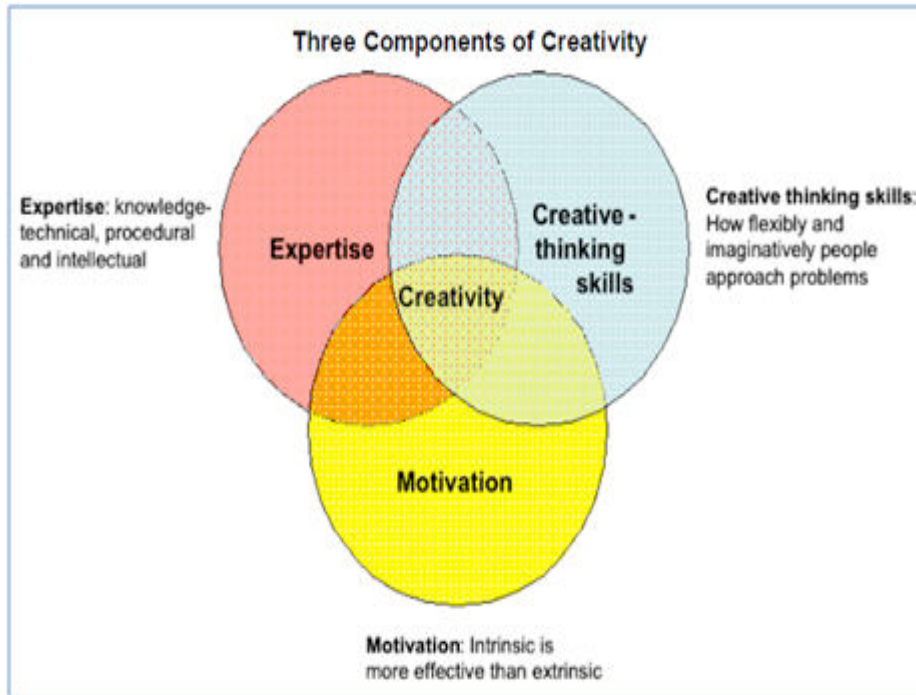 Three Components of Creativity
Expertise: knowledge-
technical, procedural
and intellectual
Expertise
Creative -
thinking
skills
Creative thinking skills:
How flexibly and
imaginatively people
approach problems
Creativity
Motivation
Motivation: Intrinsic is
more effective than extrinsic